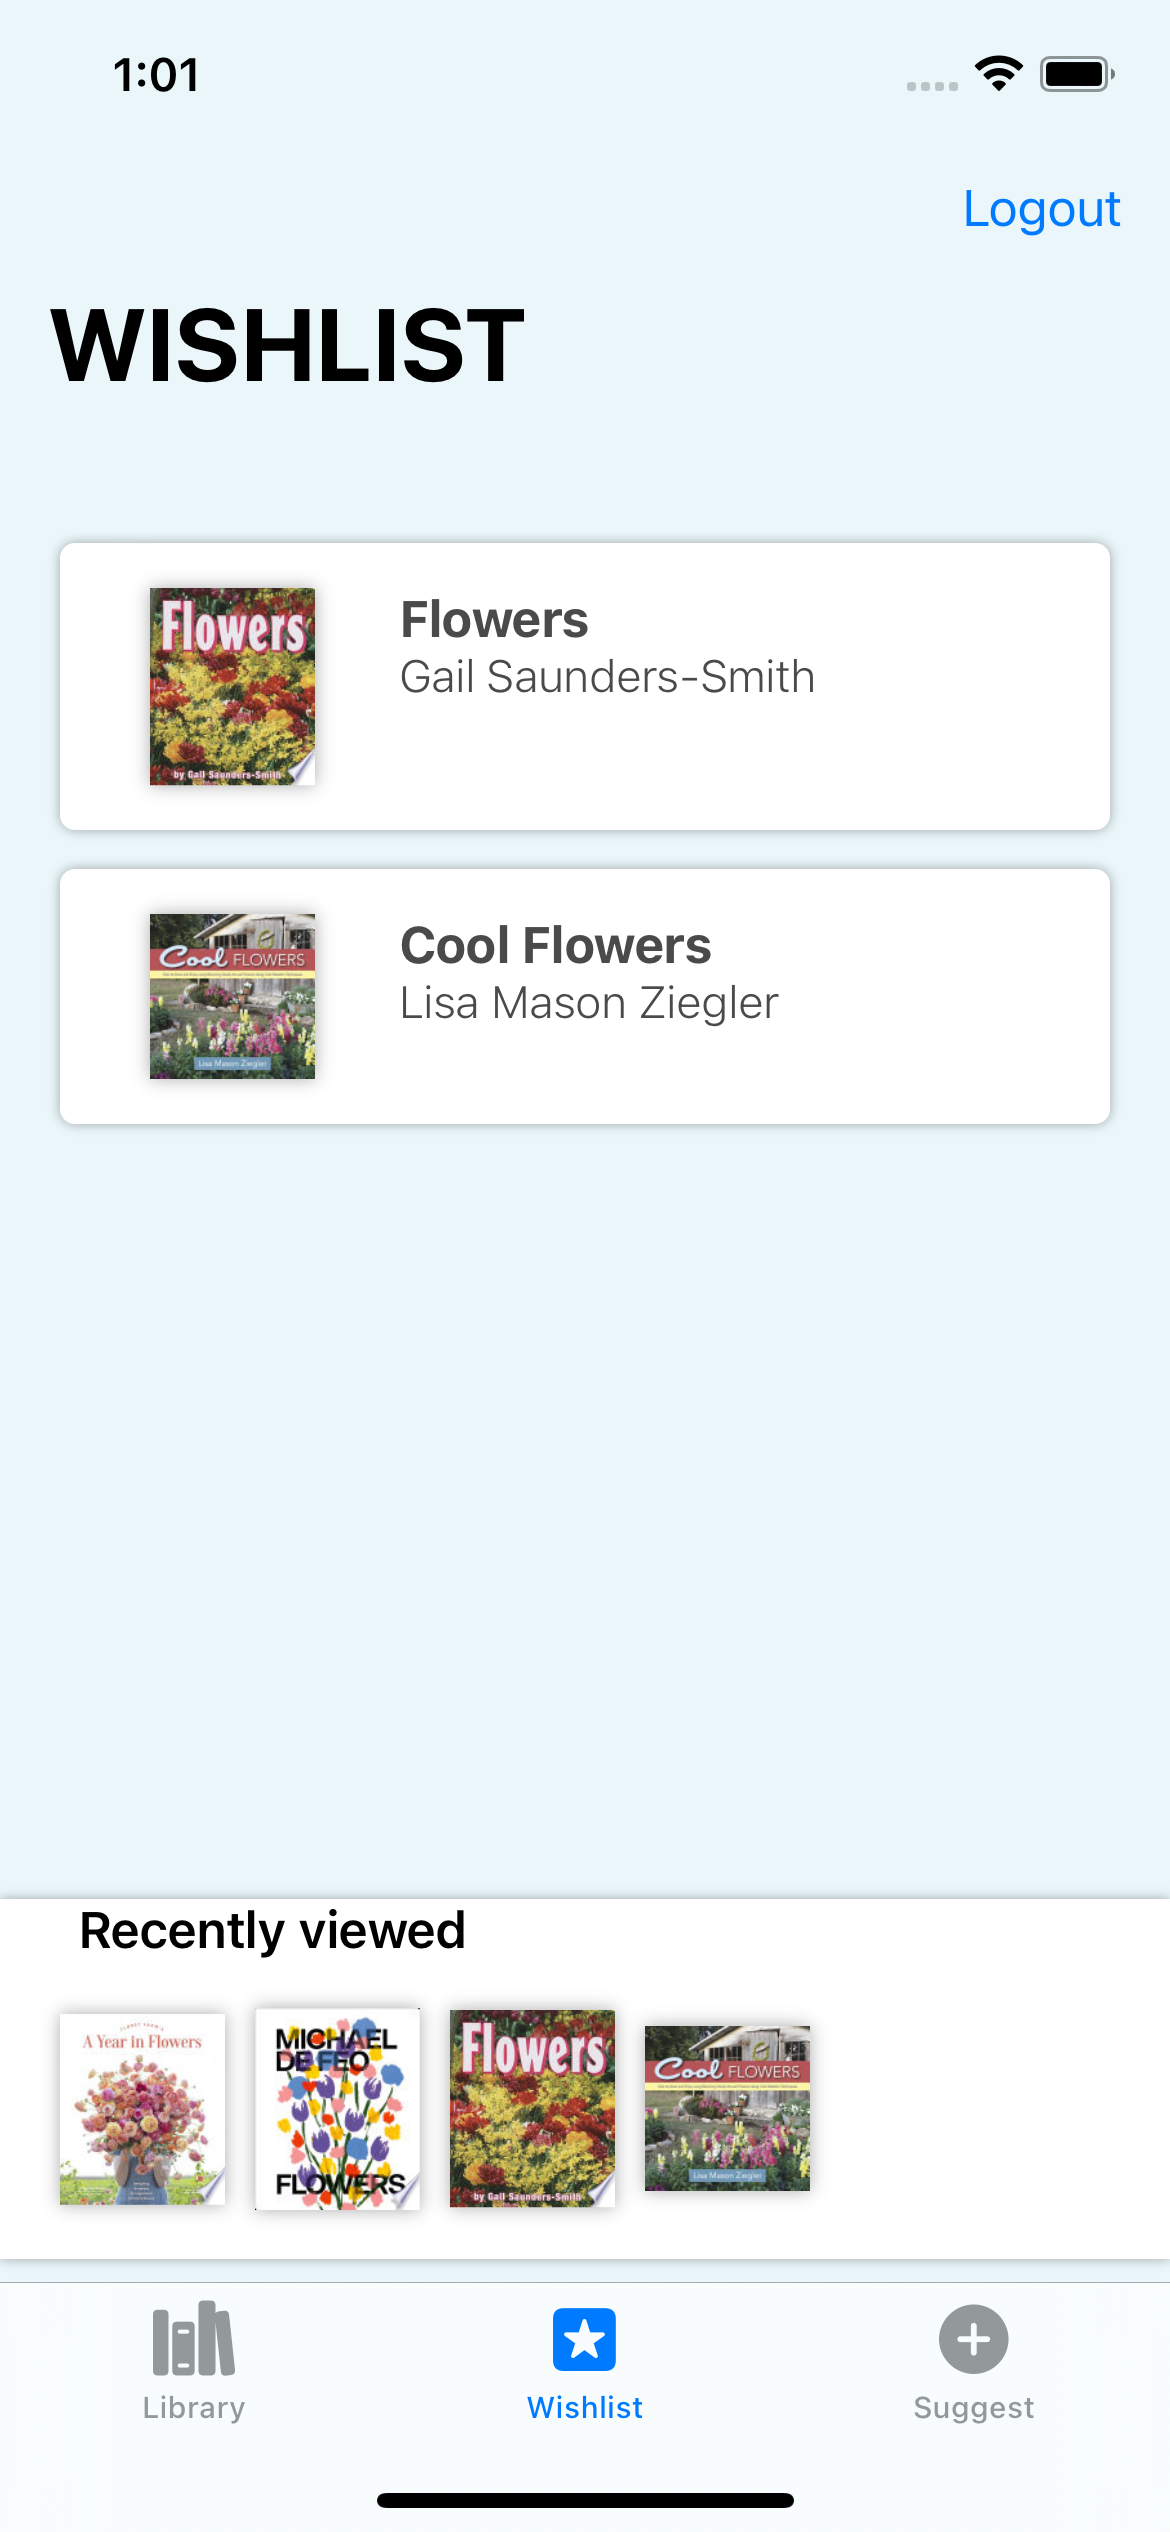 1:01
Logout
WISHLIST
Flowers
by Gail Saunders-Smith
Flowers
Gail Saunders-Smith
Cool FLOWERS
Lisa Mason Ziegler
Cool Flowers
Lisa Mason Ziegler
Recently viewed
A Year in Flowers
MICHAEL
DE FEO
FLOWERS
Flowers
by Gail Saunders-Smith
Cool FLOWERS
Lisa Mason Ziegler
Library
Wishlist
Suggest